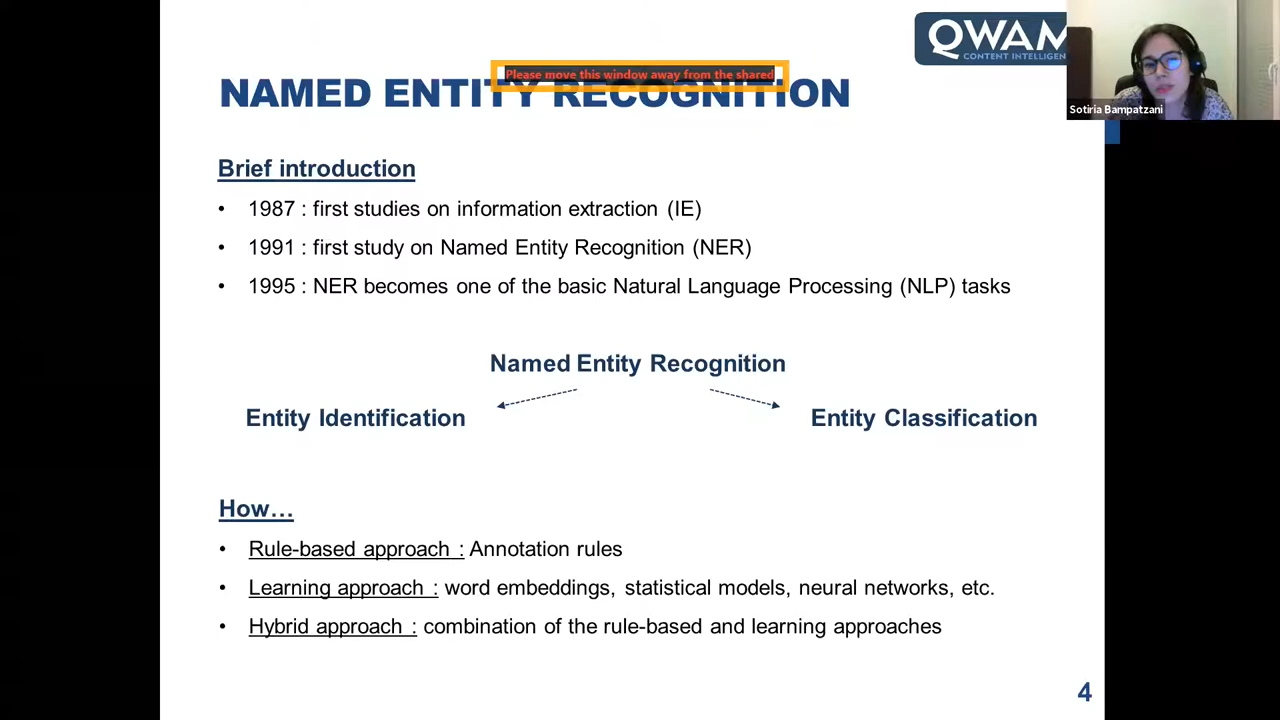 QWAM
CONTENT INTELLIGEN
Please move this window away from the shared
NAMED ENTITY RECOGNITION
Sotiria Bampatzani
Brief introduction
• 1987 : first studies on information extraction (IE)
• 1991 : first study on Named Entity Recognition (NER)
• 1995 : NER becomes one of the basic Natural Language Processing (NLP) tasks
Named Entity Recognition
Entity Identification
Entity Classification
How…
• Rule-based approach : Annotation rules
• Learning approach : word embeddings, statistical models, neural networks, etc.
• Hybrid approach : combination of the rule-based and learning approaches
4